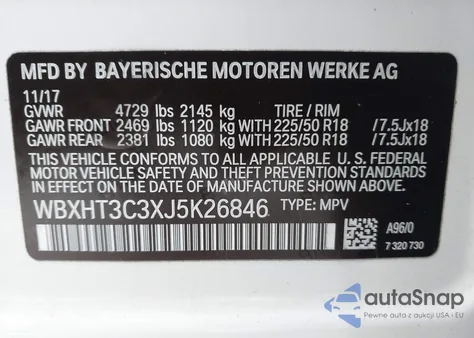 MFD BY BAYERISCHE MOTOREN WERKE AG
11/17
GVWR 4729 lbs 2145 kg TIRE / RIM
GAWR FRONT 2469 lbs 1120 kg WITH 225/50 R18 /7.5Jx18
GAWR REAR 2381 lbs 1080 kg WITH 225/50 R18 /7.5Jx18
THIS VEHICLE CONFORMS TO ALL APPLICABLE U. S. FEDERAL
MOTOR VEHICLE SAFETY AND THEFT PREVENTION STANDARDS
IN EFFECT ON THE DATE OF MANUFACTURE SHOWN ABOVE.
WBXHT3C3XJ5K26846 TYPE: MPV
A96/0
7 320 730
autoSnap
Pewne auta z aukcji USA i EU